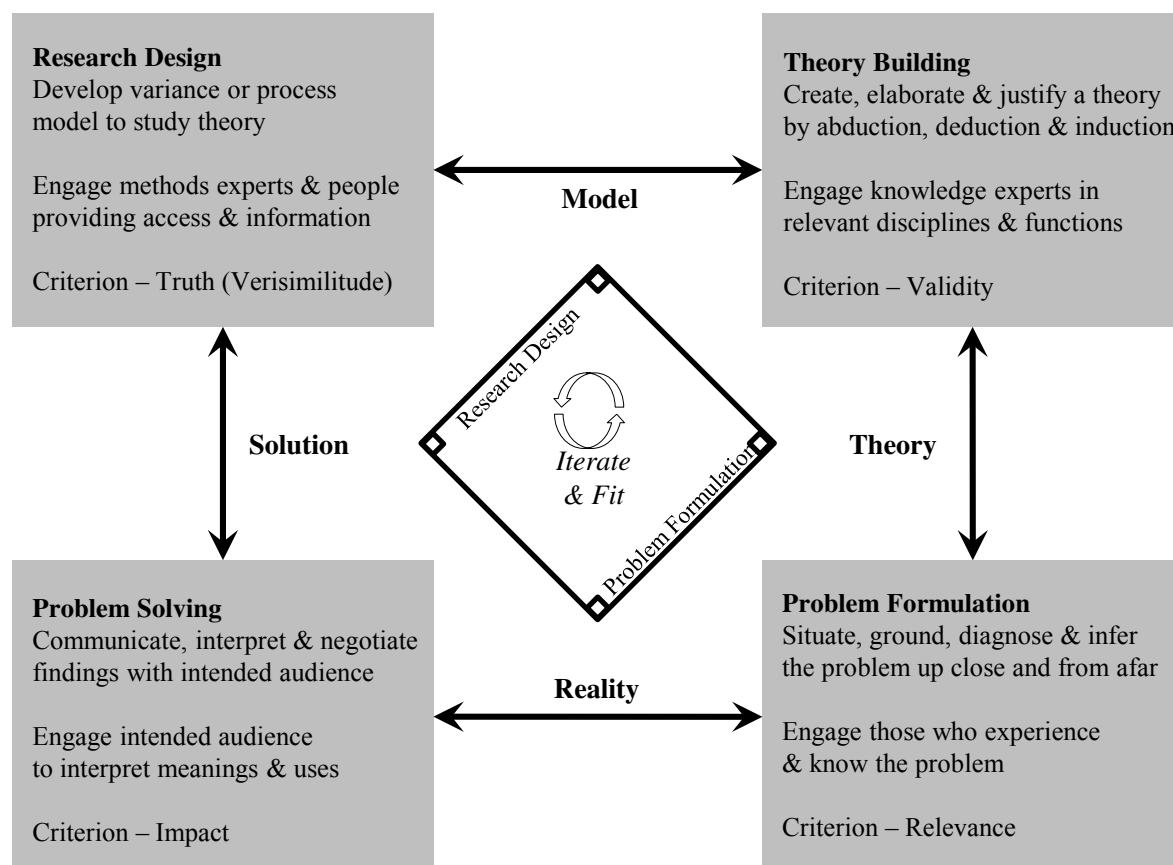 Research Design
Develop variance or process
model to study theory
Engage methods experts & people
providing access & information
Criterion – Truth (Verisimilitude)
Theory Building
Create, elaborate & justify a theory
by abduction, deduction & induction
Engage knowledge experts in
relevant disciplines & functions
Criterion – Validity
Model
Research Design
Solution
Iterate
& Fit
Problem Formulation
Theory
Problem Solving
Communicate, interpret & negotiate
findings with intended audience
Engage intended audience
to interpret meanings & uses
Criterion – Impact
Reality
Problem Formulation
Situate, ground, diagnose & infer
the problem up close and from afar
Engage those who experience
& know the problem
Criterion – Relevance